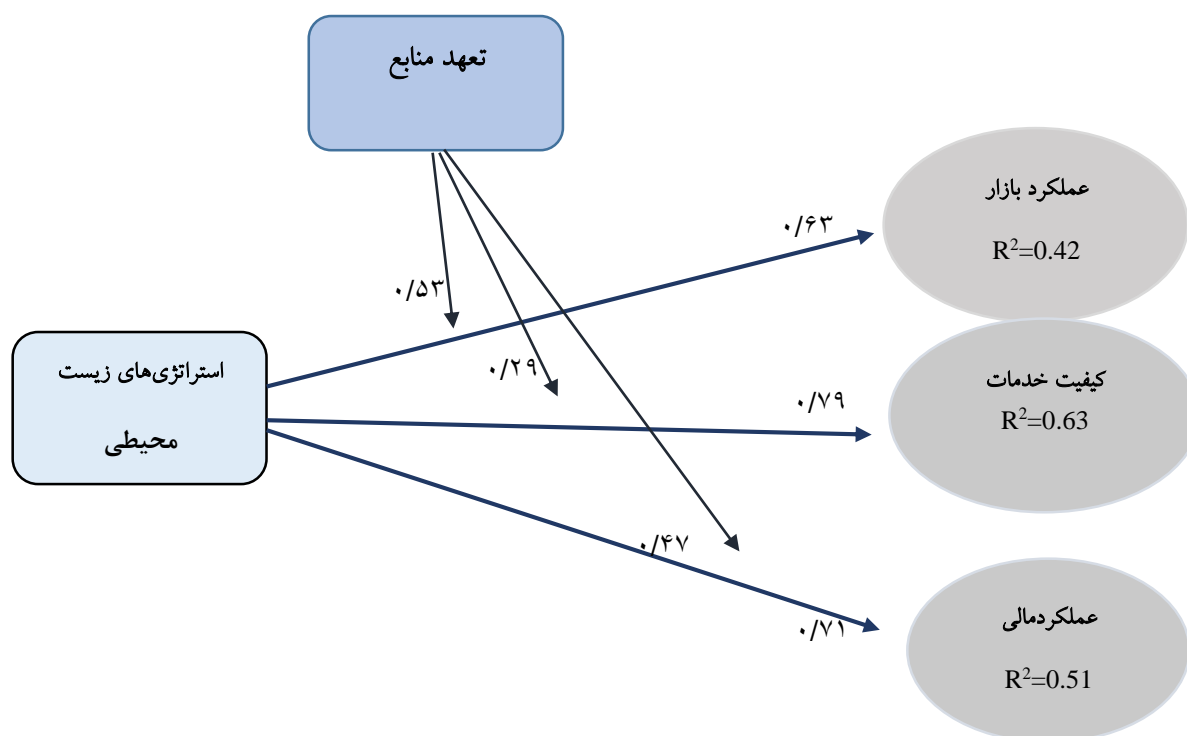 تعهد منابع
عملکرد بازار
R²=0.42
۰/۶۳
۰/۵۳
استراتژی‌های زیست
محیطی
۰/۲۹
کیفیت خدمات
R²=0.63
۰/۷۹
۰/۴۷
عملکردمالی
R²=0.51
۰/۷۱